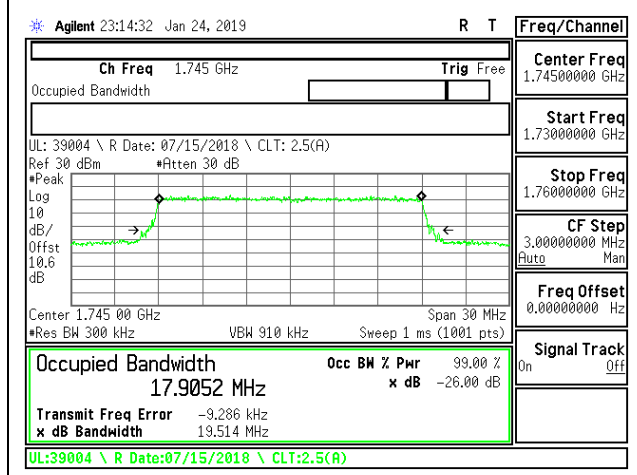 Agilent 23:14:32 Jan 24, 2019 R T
Ch Freq 1.745 GHz Trig Free
Occupied Bandwidth
UL: 39004 \ R Date: 07/15/2018 \ CLT: 2.5(A)
Ref 30 dBm #Atten 30 dB
#Peak
Log
10
dB/
Offst
10.6
dB
Center 1.745 00 GHz Span 30 MHz
#Res BW 300 kHz VBW 910 kHz Sweep 1 ms (1001 pts)
Occupied Bandwidth Occ BW % Pwr 99.00 %
17.9052 MHz x dB -26.00 dB
Transmit Freq Error -9.286 kHz
x dB Bandwidth 19.514 MHz
UL:39004 \ R Date:07/15/2018 \ CLT:2.5(A)
Freq/Channel
Center Freq
1.74500000 GHz
Start Freq
1.73000000 GHz
Stop Freq
1.76000000 GHz
CF Step
3.00000000 MHz
Auto Man
Freq Offset
0.00000000 Hz
Signal Track
On Off